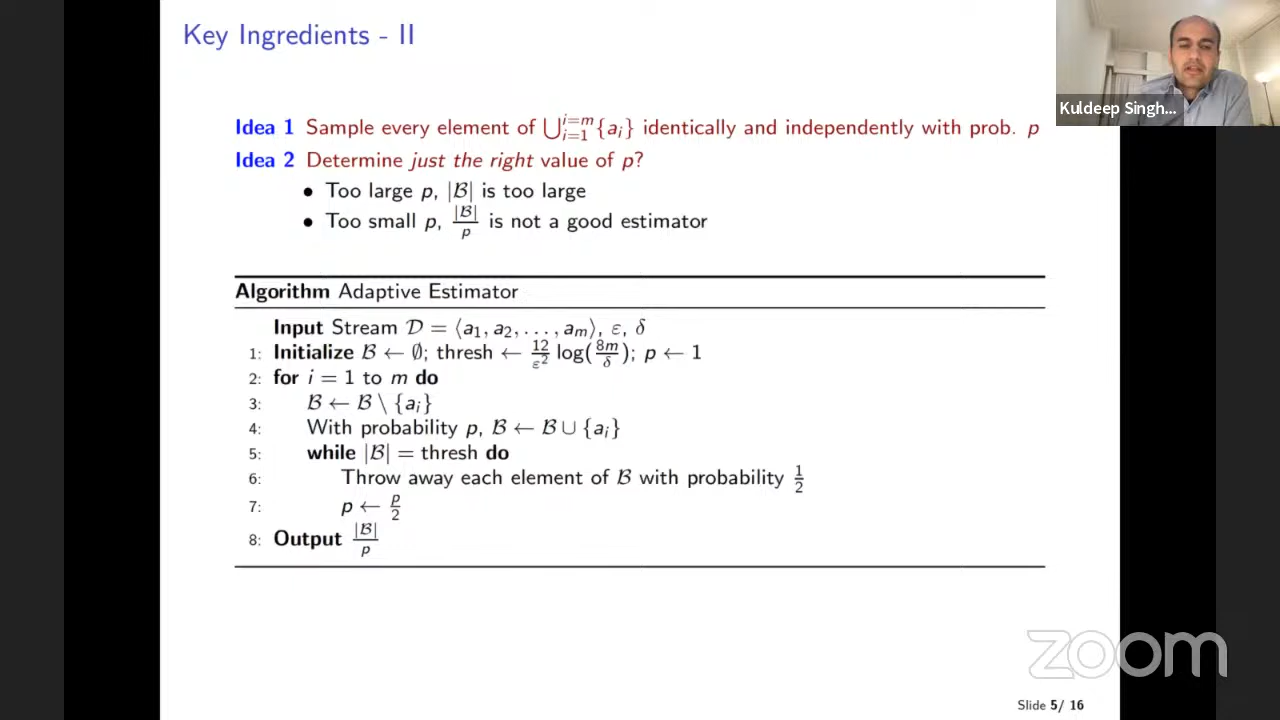 Key Ingredients - II
Kuldeep Singh...
Idea 1 Sample every element of ⋃_{i=1}^{i=m}{a_i} identically and independently with prob. p
Idea 2 Determine just the right value of p?
• Too large p, |ℬ| is too large
• Too small p, |ℬ|/p is not a good estimator
Algorithm Adaptive Estimator
Input Stream 𝒟 = ⟨a_1, a_2, . . . , a_m⟩, ε, δ
1: Initialize ℬ ← ∅; thresh ← 12/ε² log(8m/δ); p ← 1
2: for i = 1 to m do
3: ℬ ← ℬ \ {a_i}
4: With probability p, ℬ ← ℬ ∪ {a_i}
5: while |ℬ| = thresh do
6: Throw away each element of ℬ with probability 1/2
7: p ← p/2
8: Output |ℬ|/p
zoom
Slide 5/ 16